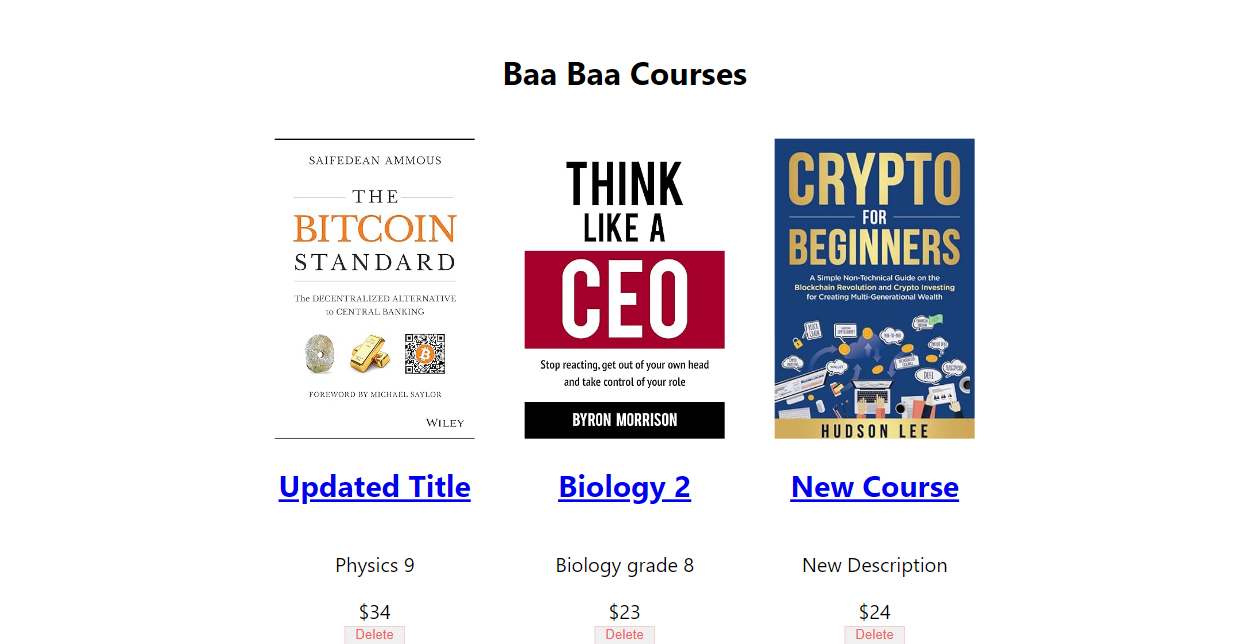 Baa Baa Courses
SAIFEDEAN AMMOUS
THE
BITCOIN
STANDARD
The DECENTRALIZED ALTERNATIVE
to CENTRAL BANKING
FOREWORD BY MICHAEL SAYLOR
WILEY
THINK
LIKE A
CEO
Stop reacting, get out of your own head
and take control of your role
BYRON MORRISON
CRYPTO
FOR
BEGINNERS
A Simple Non-Technical Guide on the
Blockchain Revolution and Crypto Investing
for Creating Multi-Generational Wealth
HUDSON LEE
Updated Title
Biology 2
New Course
Physics 9
Biology grade 8
New Description
$34
$23
$24
Delete
Delete
Delete